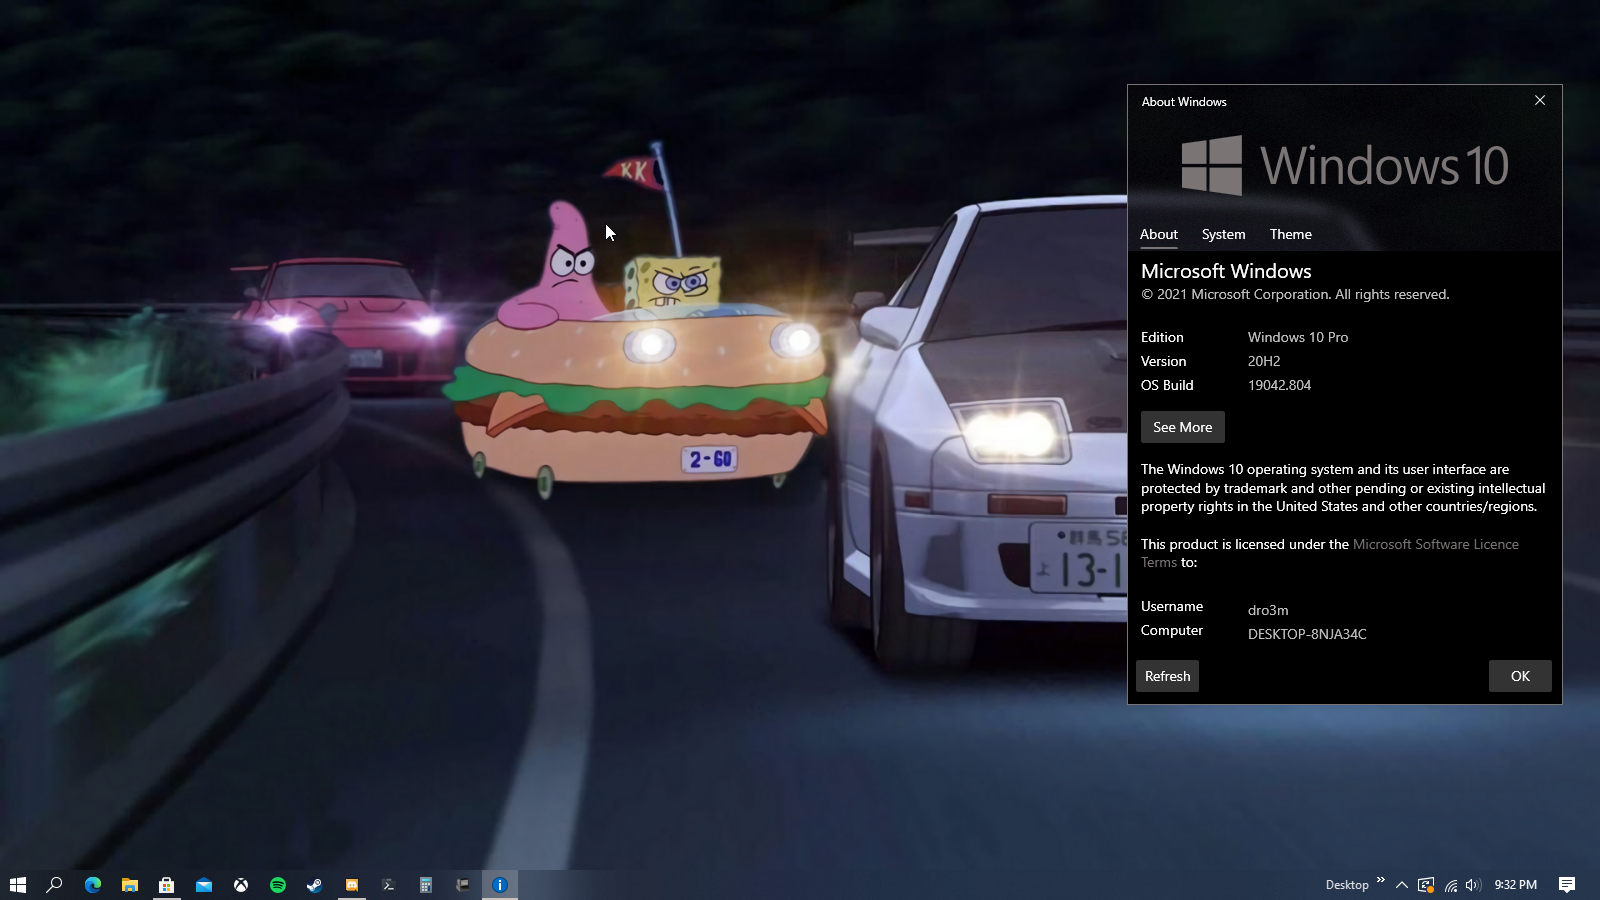 KK
2-60
群馬 58
13-1
About Windows
Windows 10
About System Theme
Microsoft Windows
© 2021 Microsoft Corporation. All rights reserved.
Edition Windows 10 Pro
Version 20H2
OS Build 19042.804
See More
The Windows 10 operating system and its user interface are
protected by trademark and other pending or existing intellectual
property rights in the United States and other countries/regions.
This product is licensed under the Microsoft Software Licence
Terms to:
Username dro3m
Computer DESKTOP-8NJA34C
Refresh OK
Desktop » 9:32 PM